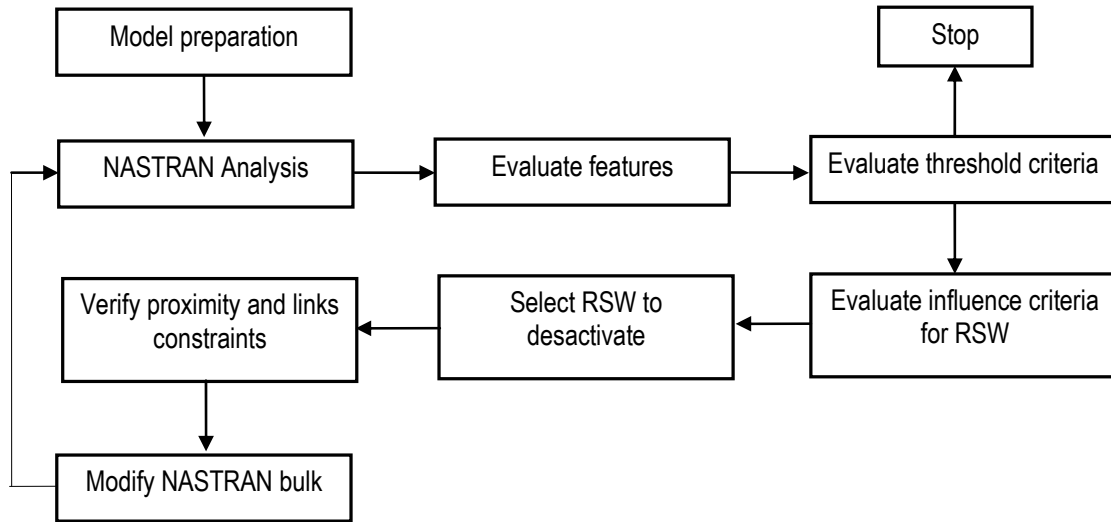 Model preparation
Stop
NASTRAN Analysis
Evaluate features
Evaluate threshold criteria
Verify proximity and links
constraints
Select RSW to
desactivate
Evaluate influence criteria
for RSW
Modify NASTRAN bulk